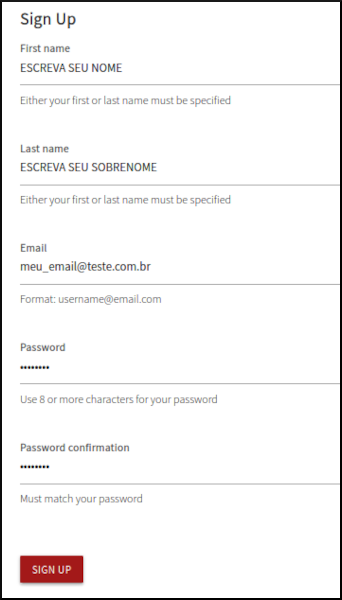 Sign Up
First name
ESCREVA SEU NOME
Either your first or last name must be specified
Last name
ESCREVA SEU SOBRENOME
Either your first or last name must be specified
Email
meu_email@teste.com.br
Format: username@email.com
Password
••••••••
Use 8 or more characters for your password
Password confirmation
••••••••
Must match your password
SIGN UP